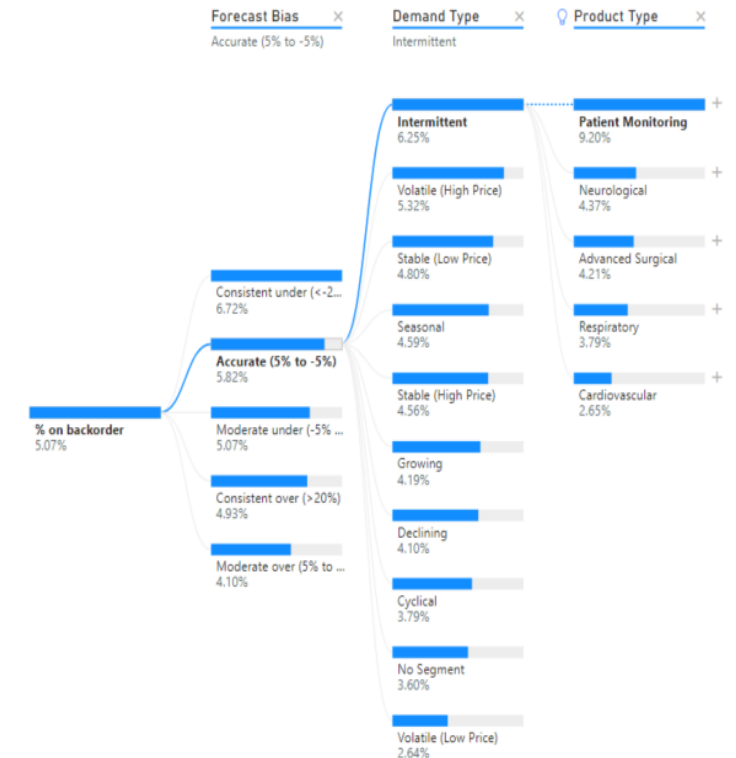 Forecast Bias
Accurate (5% to -5%)
Demand Type
Intermittent
Product Type
% on backorder
5.07%
Consistent under (<-2...
6.72%
Accurate (5% to -5%)
5.82%
Moderate under (-5% ...
5.07%
Consistent over (>20%)
4.93%
Moderate over (5% to ...
4.10%
Intermittent
6.25%
Volatile (High Price)
5.32%
Stable (Low Price)
4.80%
Seasonal
4.59%
Stable (High Price)
4.56%
Growing
4.19%
Declining
4.10%
Cyclical
3.79%
No Segment
3.60%
Volatile (Low Price)
2.64%
Patient Monitoring
9.20%
Neurological
4.37%
Advanced Surgical
4.21%
Respiratory
3.79%
Cardiovascular
2.65%